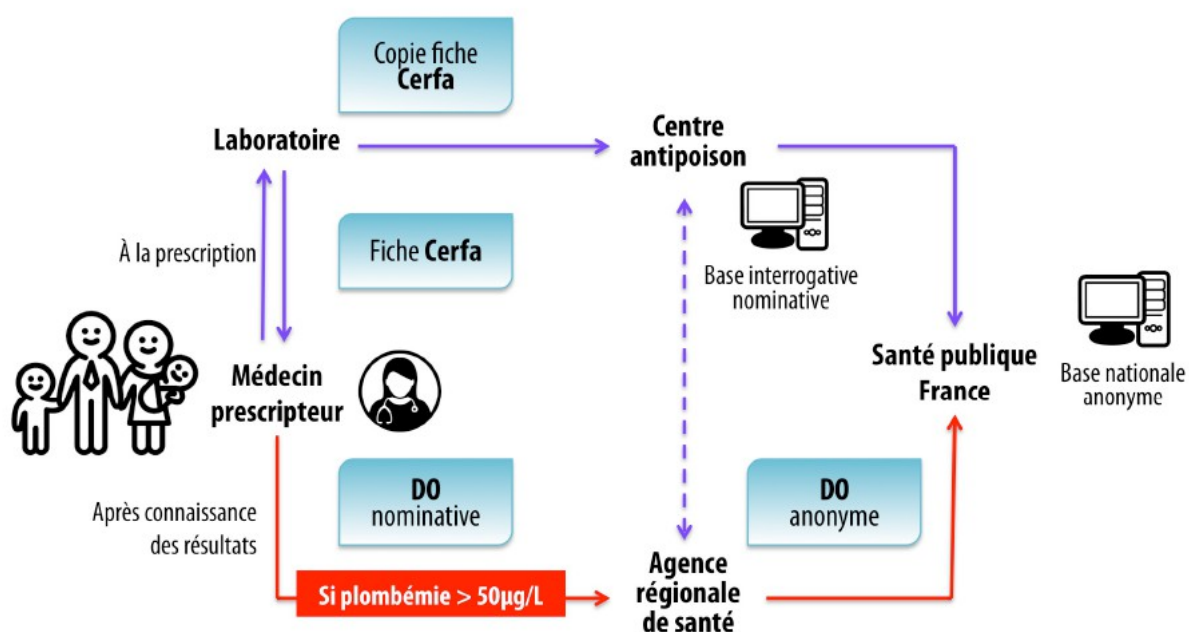 Copie fiche
Cerfa
Laboratoire
Centre
antipoison
À la prescription
Fiche Cerfa
Base interrogative
nominative
Médecin
prescripteur
Santé publique
France
Base nationale
anonyme
Après connaissance
des résultats
DO
nominative
DO
anonyme
Si plombémie > 50µg/L
Agence
régionale
de santé